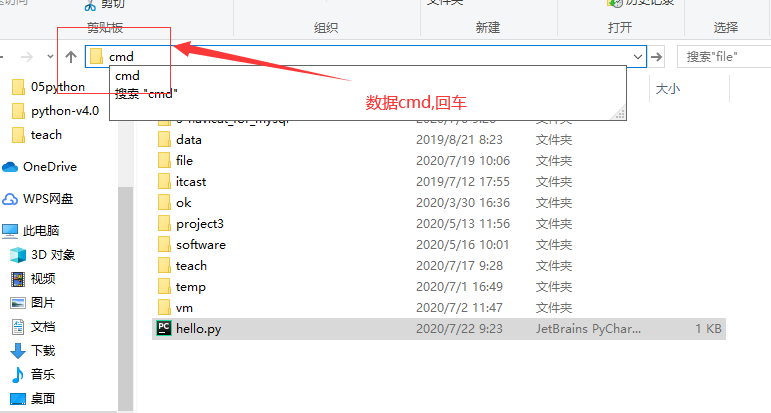 剪切
文件夹
历史记录
剪贴板
组织
新建
打开
选择
cmd
搜索"file"
cmd
搜索 "cmd"
数据cmd,回车
大小
05python
python-v4.0
teach
OneDrive
WPS网盘
此电脑
3D 对象
视频
图片
文档
下载
音乐
桌面
data 2019/8/21 8:23 文件夹
file 2020/7/19 10:06 文件夹
itcast 2019/7/12 17:55 文件夹
ok 2020/3/30 16:36 文件夹
project3 2020/5/13 11:56 文件夹
software 2020/5/16 10:01 文件夹
teach 2020/7/17 9:28 文件夹
temp 2020/7/1 16:49 文件夹
vm 2020/7/2 11:47 文件夹
PC hello.py 2020/7/22 9:23 JetBrains PyChar... 1 KB